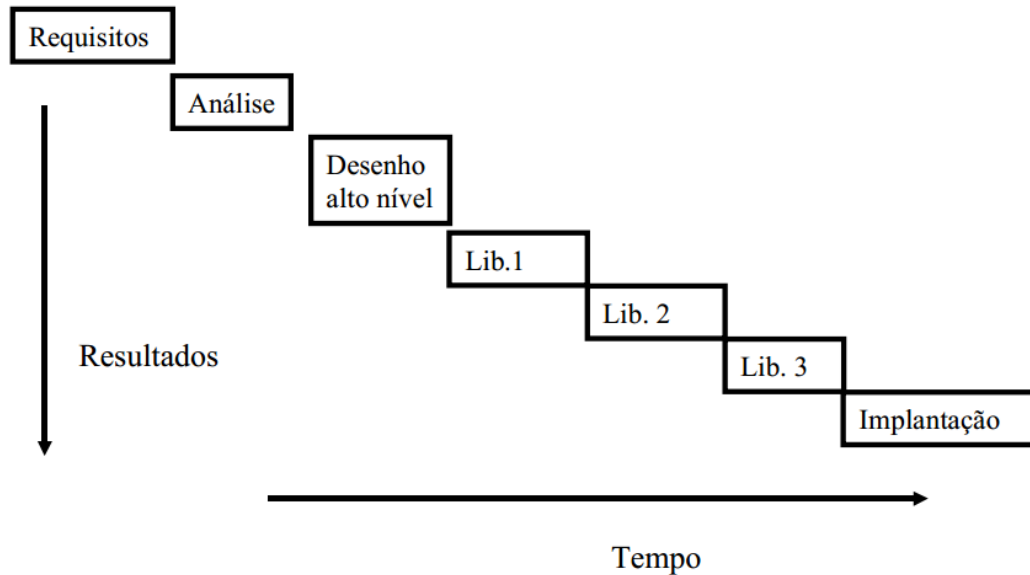 Requisitos
Análise
Desenho
alto nível
Lib.1
Lib. 2
Lib. 3
Resultados
Implantação
Tempo